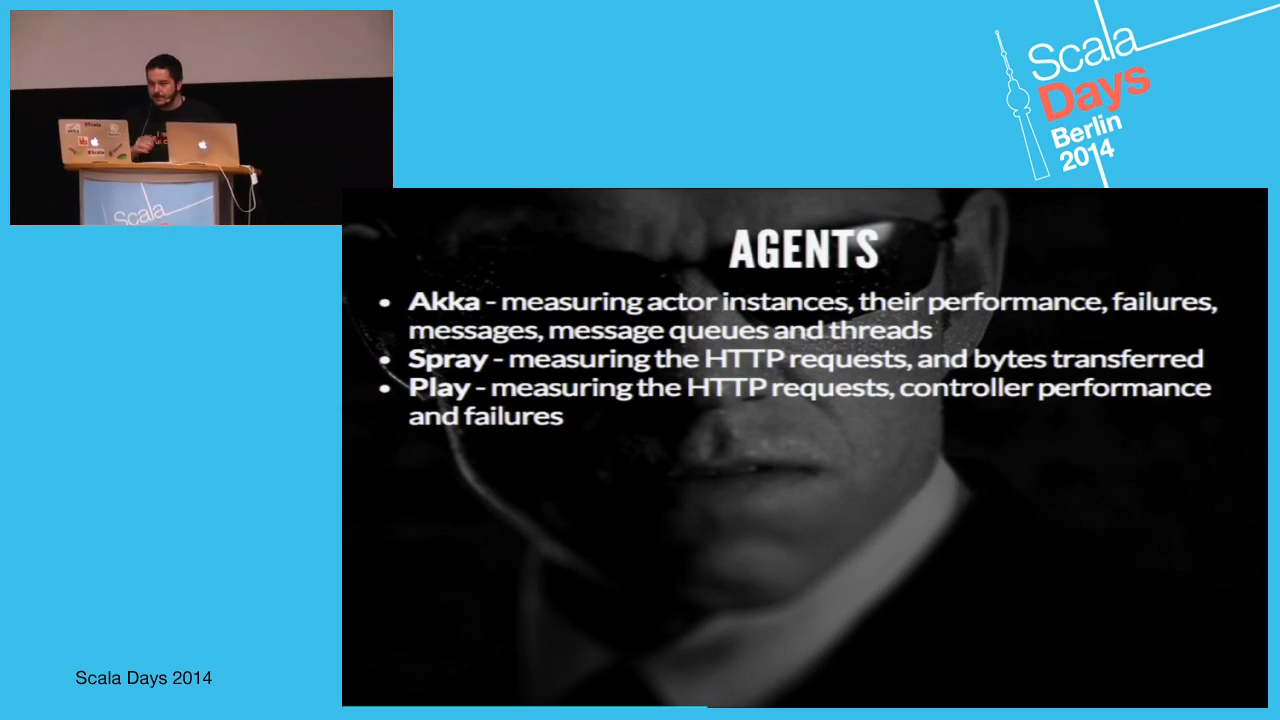 Scala
Days
Berlin
2014
Scala
AGENTS
• Akka - measuring actor instances, their performance, failures,
messages, message queues and threads
• Spray - measuring the HTTP requests, and bytes transferred
• Play - measuring the HTTP requests, controller performance
and failures
Scala Days 2014